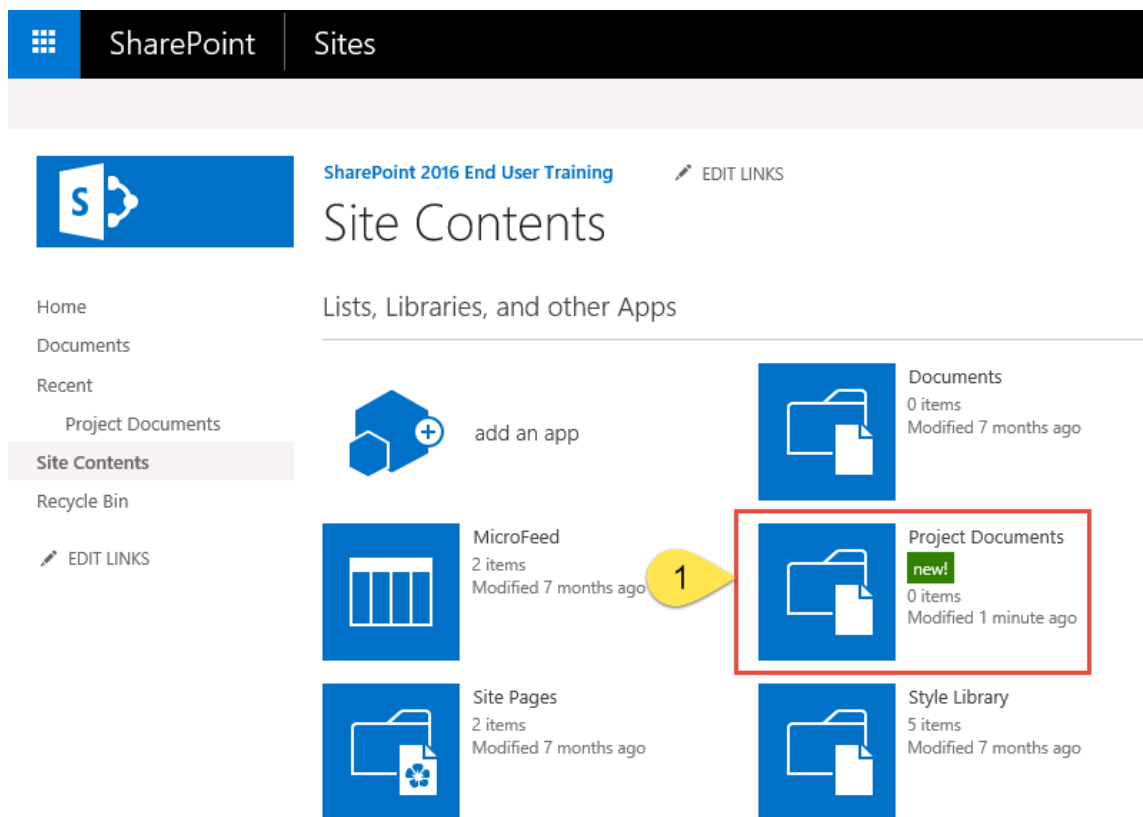 SharePoint
Sites
S
SharePoint 2016 End User Training
EDIT LINKS
Site Contents
Home
Documents
Recent
Project Documents
Site Contents
Recycle Bin
EDIT LINKS
Lists, Libraries, and other Apps
add an app
Documents
0 items
Modified 7 months ago
MicroFeed
2 items
Modified 7 months ago
1
Project Documents
new!
0 items
Modified 1 minute ago
Site Pages
2 items
Modified 7 months ago
Style Library
5 items
Modified 7 months ago